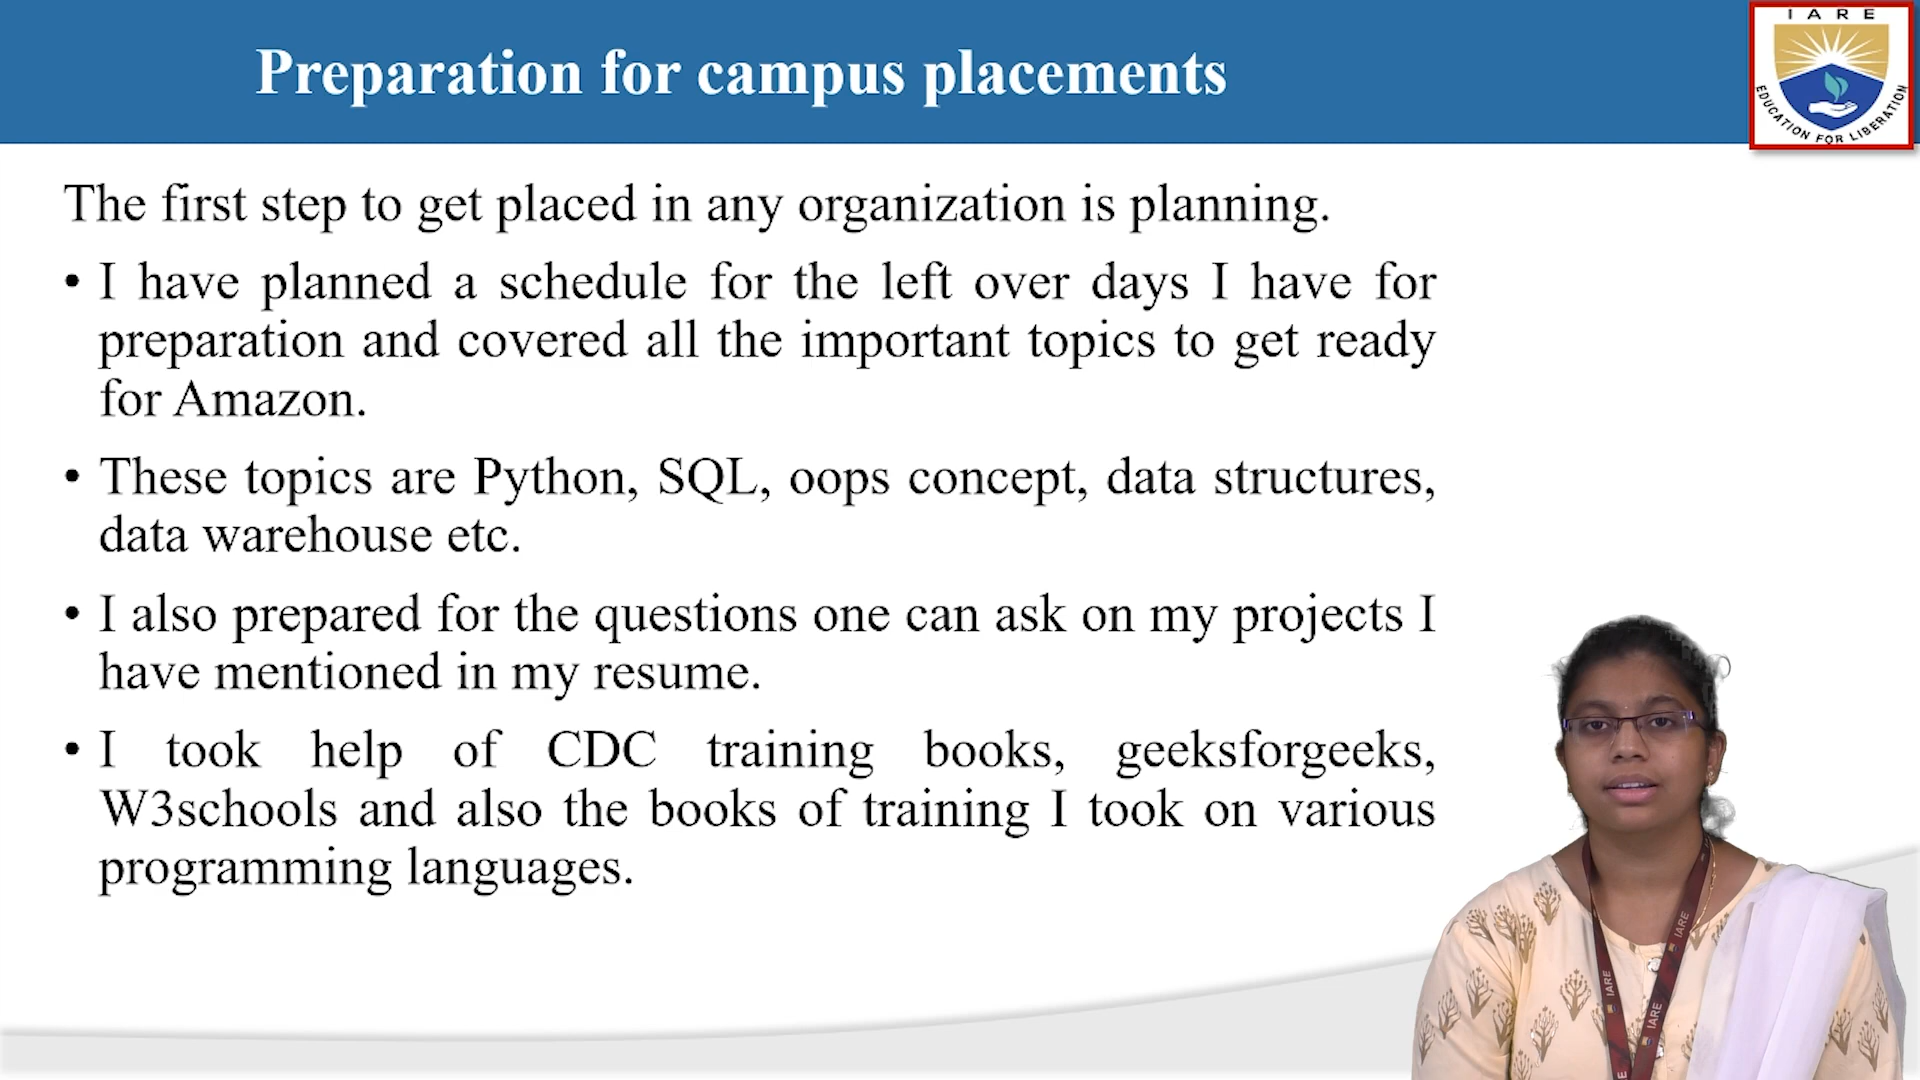 Preparation for campus placements
I A R E
EDUCATION FOR LIBERATION
The first step to get placed in any organization is planning.
• I have planned a schedule for the left over days I have for
preparation and covered all the important topics to get ready
for Amazon.
• These topics are Python, SQL, oops concept, data structures,
data warehouse etc.
• I also prepared for the questions one can ask on my projects I
have mentioned in my resume.
• I took help of CDC training books, geeksforgeeks,
W3schools and also the books of training I took on various
programming languages.
IARE
IARE
IARE